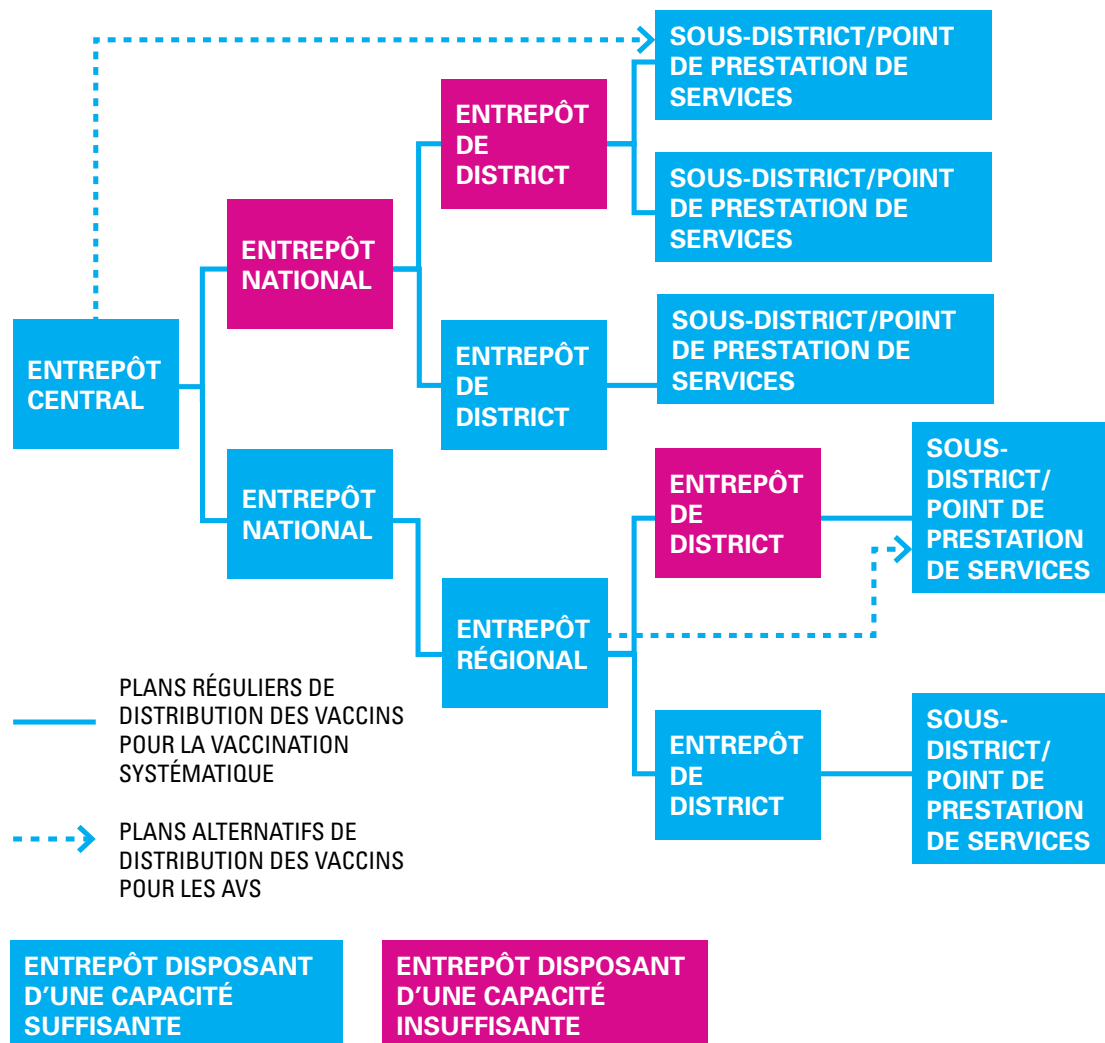 SOUS-DISTRICT/POINT
DE PRESTATION DE
SERVICES
ENTREPÔT
DE
DISTRICT
SOUS-DISTRICT/POINT
DE PRESTATION DE
SERVICES
ENTREPÔT
NATIONAL
SOUS-DISTRICT/POINT
DE PRESTATION DE
SERVICES
ENTREPÔT
DE
DISTRICT
ENTREPÔT
CENTRAL
ENTREPÔT
NATIONAL
ENTREPÔT
DE
DISTRICT
SOUS-
DISTRICT/
POINT DE
PRESTATION
DE SERVICES
ENTREPÔT
RÉGIONAL
ENTREPÔT
DE
DISTRICT
SOUS-
DISTRICT/
POINT DE
PRESTATION
DE SERVICES
PLANS RÉGULIERS DE
DISTRIBUTION DES VACCINS
POUR LA VACCINATION
SYSTÉMATIQUE
PLANS ALTERNATIFS DE
DISTRIBUTION DES VACCINS
POUR LES AVS
ENTREPÔT DISPOSANT
D'UNE CAPACITÉ
SUFFISANTE
ENTREPÔT DISPOSANT
D'UNE CAPACITÉ
INSUFFISANTE